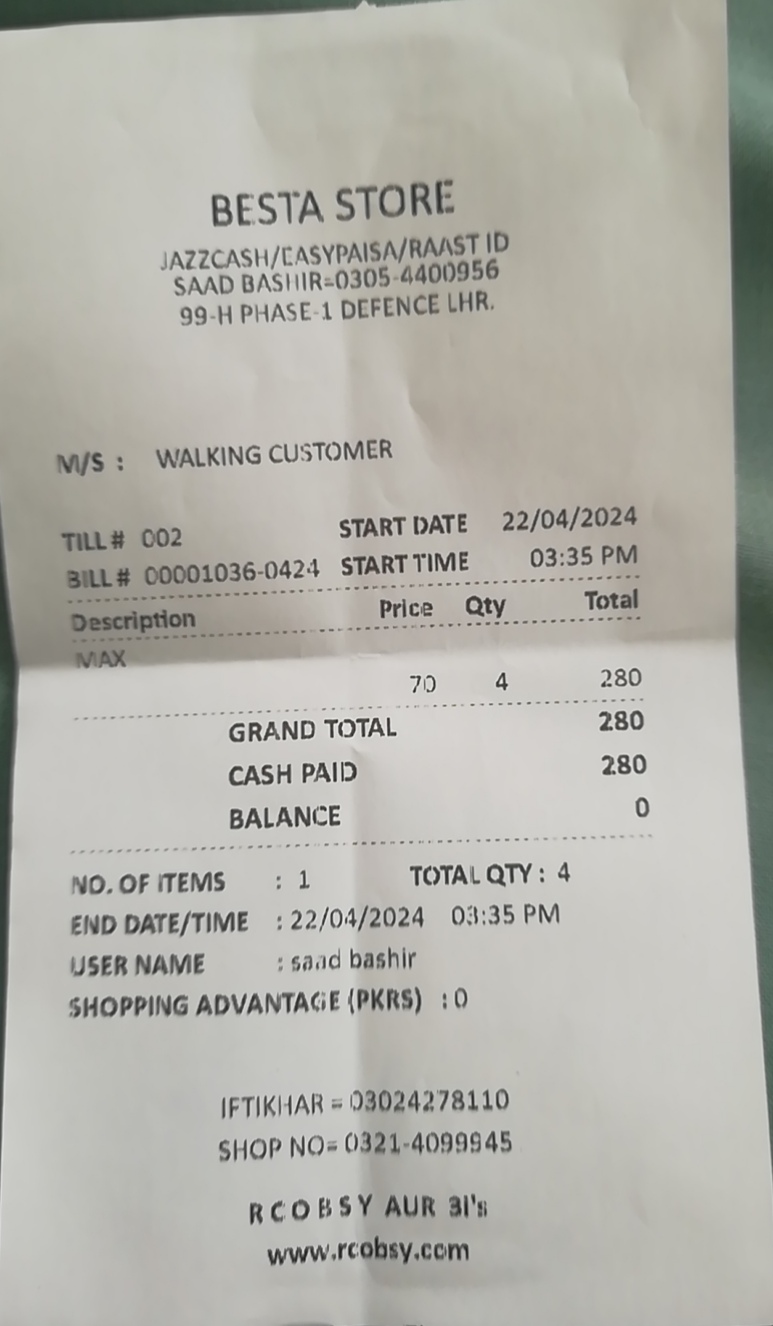 BESTA STORE
JAZZCASH/EASYPAISA/RAAST ID
SAAD BASHIR=0305-4400956
99-H PHASE-1 DEFENCE LHR.
M/S : WALKING CUSTOMER
TILL # 002 START DATE 22/04/2024
BILL # 00001036-0424 START TIME 03:35 PM
Description Price Qty Total
MAX
70 4 280
GRAND TOTAL 280
CASH PAID 280
BALANCE 0
NO. OF ITEMS : 1 TOTAL QTY : 4
END DATE/TIME : 22/04/2024 03:35 PM
USER NAME : saad bashir
SHOPPING ADVANTAGE (PKRS) : 0
IFTIKHAR = 03024278110
SHOP NO= 0321-4099945
RCOBSY AUR 3I's
www.rcobsy.com